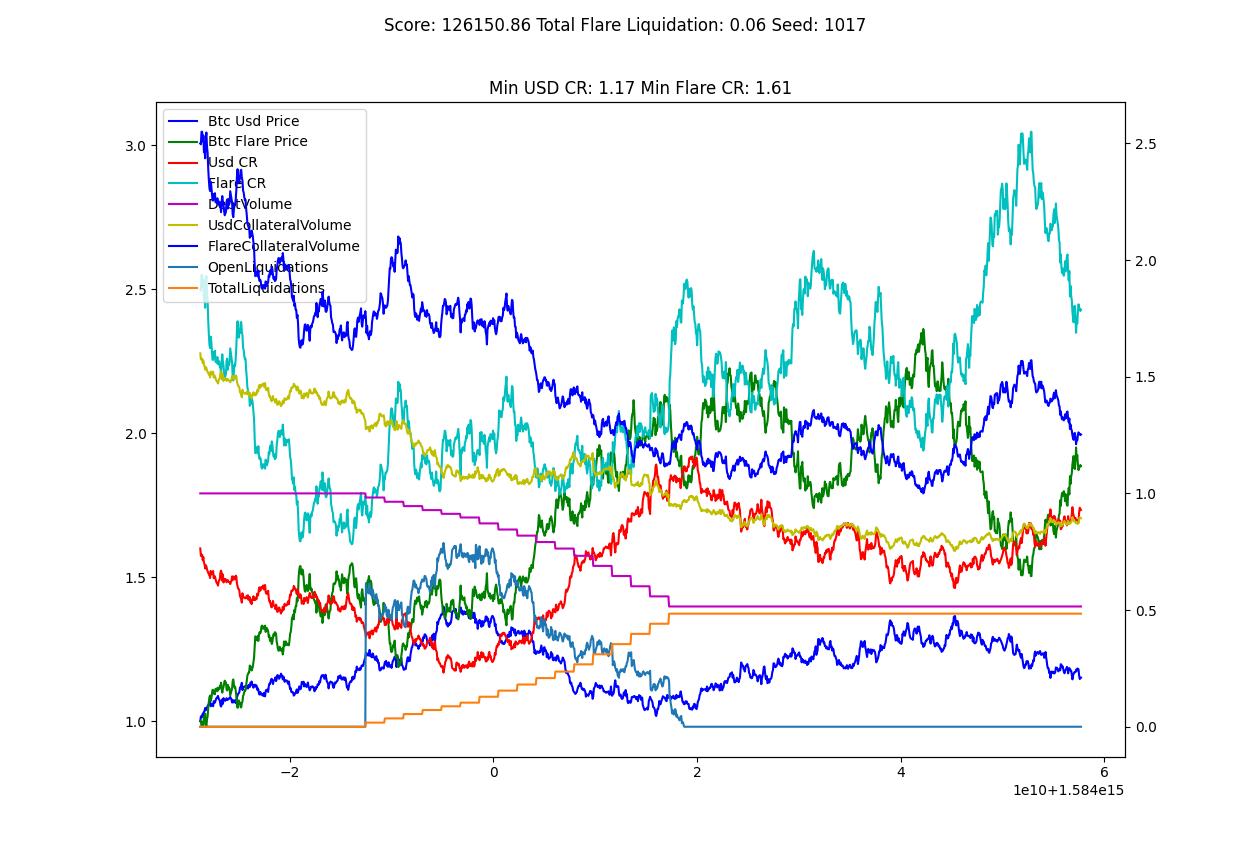 Score: 126150.86 Total Flare Liquidation: 0.06 Seed: 1017
Min USD CR: 1.17 Min Flare CR: 1.61
Btc Usd Price
Btc Flare Price
Usd CR
Flare CR
DebtVolume
UsdCollateralVolume
FlareCollateralVolume
OpenLiquidations
TotalLiquidations
3.0
2.5
2.0
1.5
1.0
2.5
2.0
1.5
1.0
0.5
0.0
−2
0
2
4
6
1e10+1.584e15